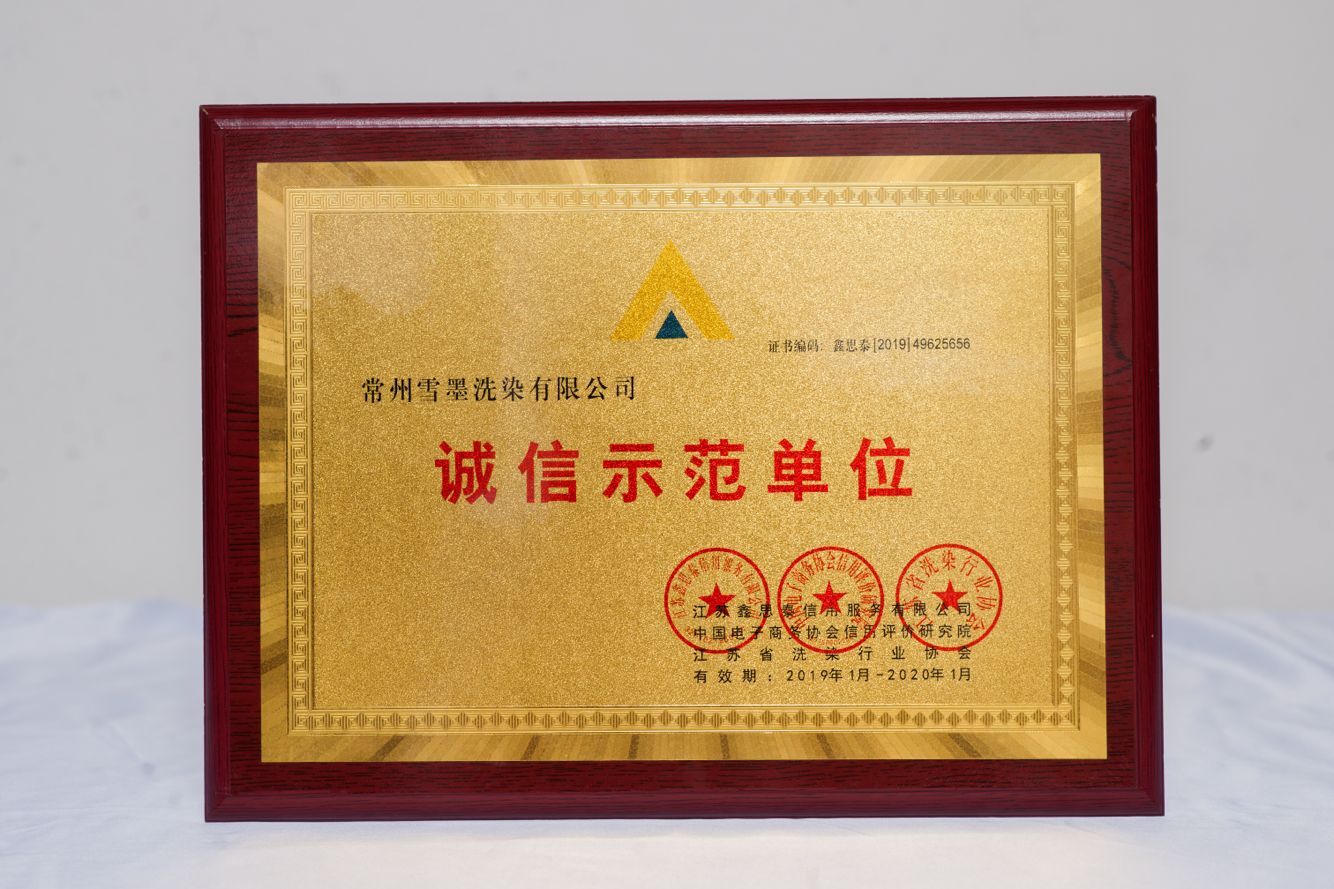 证书编码：鑫思泰[2019]49625656
常州雪墨洗染有限公司
诚信示范单位
江苏鑫思泰信用服务有限公司
中国电子商务协会信用评价研究院
江苏省洗染行业协会
有效期：2019年1月-2020年1月